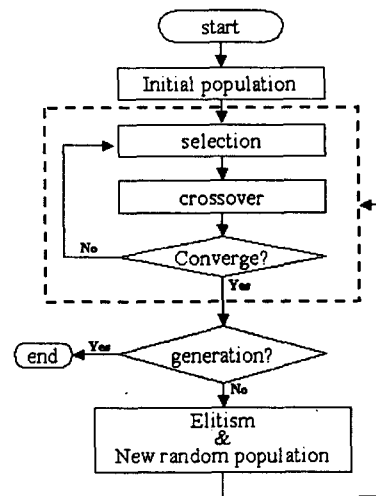 start
Initial population
selection
crossover
No
Converge?
Yes
Yes
end
generation?
No
Elitism
&
New random population